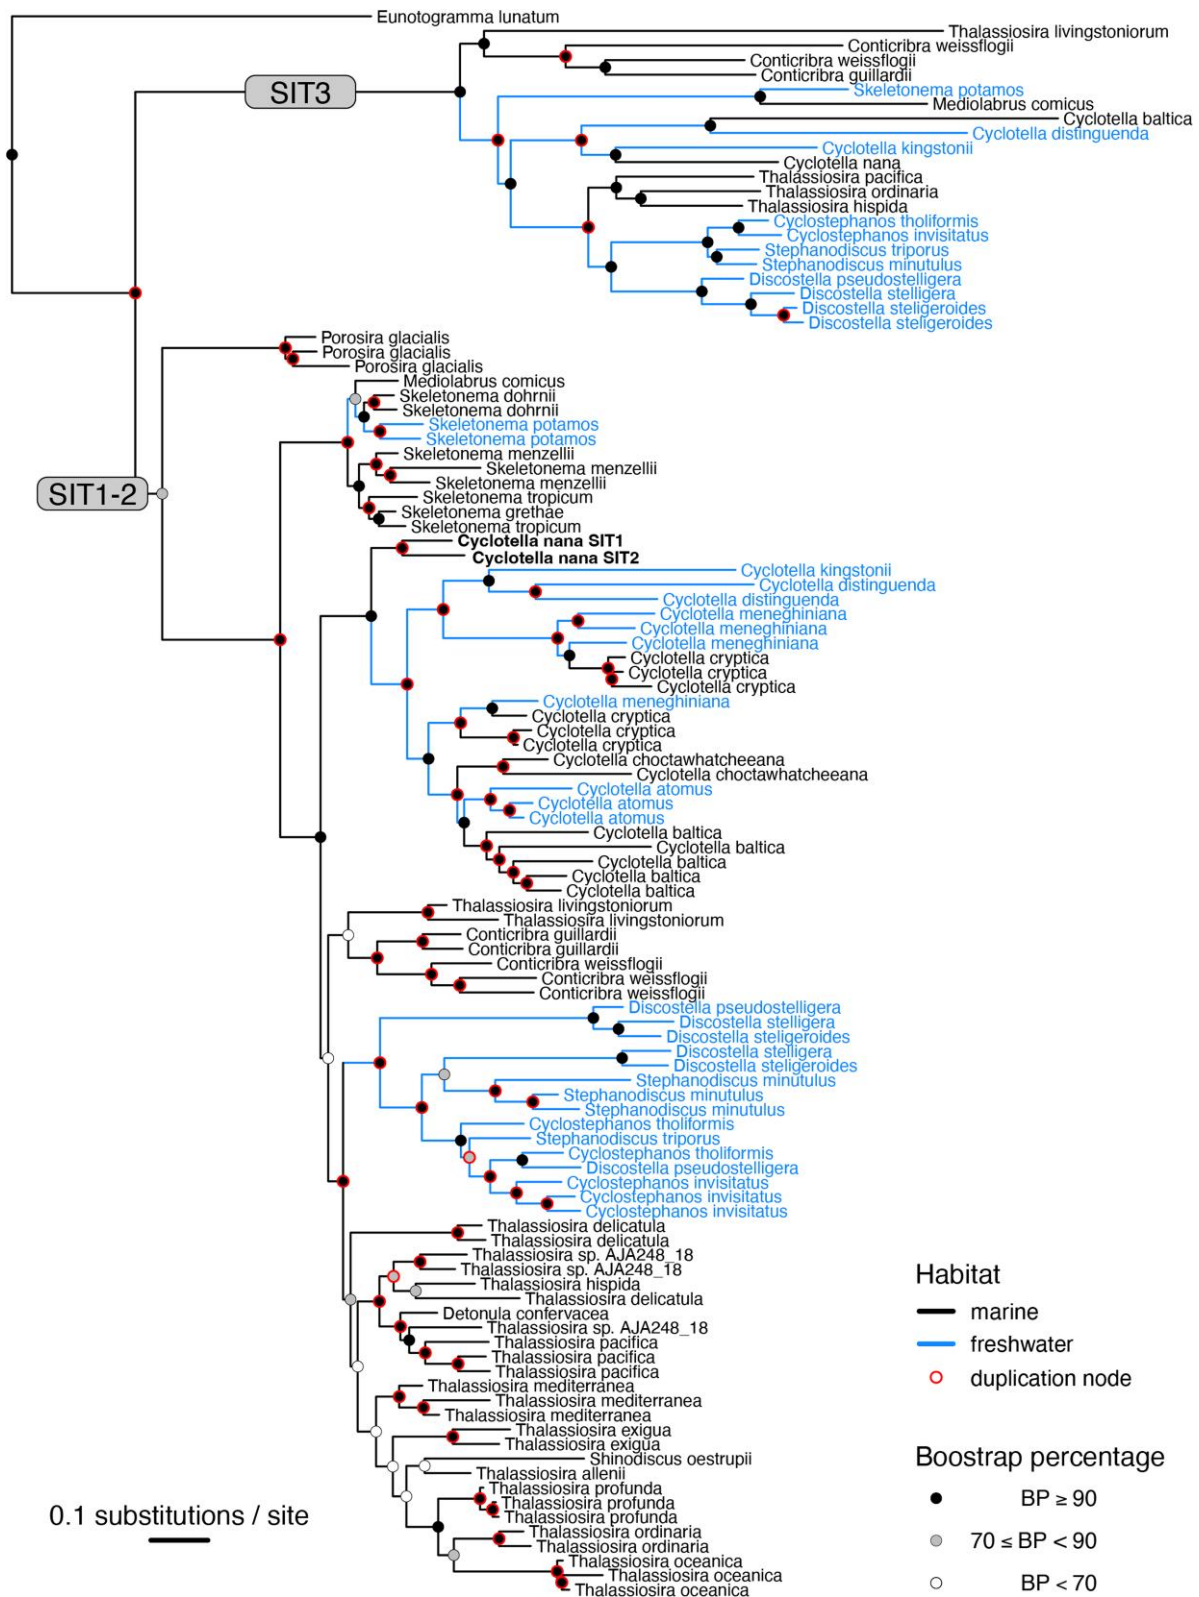 Eunotogramma lunatum
Thalassiosira livingstoniorum
Conticribra weissflogii
Conticribra weissflogii
Conticribra guillardii
SIT3
Skeletonema potamos
Mediolabrus comicus
Cyclotella baltica
Cyclotella distinguenda
Cyclotella kingstonii
Cyclotella nana
Thalassiosira pacifica
Thalassiosira ordinaria
Thalassiosira hispida
Cyclostephanos tholiformis
Cyclostephanos invisitatus
Stephanodiscus triporus
Stephanodiscus minutulus
Discostella pseudostelligera
Discostella stelligera
Discostella steligeroides
Discostella steligeroides
Porosira glacialis
Porosira glacialis
Porosira glacialis
Mediolabrus comicus
Skeletonema dohrnii
Skeletonema dohrnii
Skeletonema potamos
Skeletonema potamos
Skeletonema menzellii
Skeletonema menzellii
Skeletonema menzellii
SIT1-2
Skeletonema tropicum
Skeletonema grethae
Skeletonema tropicum
Cyclotella nana SIT1
Cyclotella nana SIT2
Cyclotella kingstonii
Cyclotella distinguenda
Cyclotella distinguenda
Cyclotella meneghiniana
Cyclotella meneghiniana
Cyclotella meneghiniana
Cyclotella cryptica
Cyclotella cryptica
Cyclotella cryptica
Cyclotella meneghiniana
Cyclotella cryptica
Cyclotella cryptica
Cyclotella cryptica
Cyclotella choctawhatcheeana
Cyclotella choctawhatcheeana
Cyclotella atomus
Cyclotella atomus
Cyclotella atomus
Cyclotella baltica
Cyclotella baltica
Cyclotella baltica
Cyclotella baltica
Cyclotella baltica
Thalassiosira livingstoniorum
Thalassiosira livingstoniorum
Conticribra guillardii
Conticribra guillardii
Conticribra weissflogii
Conticribra weissflogii
Conticribra weissflogii
Discostella pseudostelligera
Discostella stelligera
Discostella steligeroides
Discostella stelligera
Discostella steligeroides
Stephanodiscus minutulus
Stephanodiscus minutulus
Stephanodiscus minutulus
Cyclostephanos tholiformis
Stephanodiscus triporus
Cyclostephanos tholiformis
Discostella pseudostelligera
Cyclostephanos invisitatus
Cyclostephanos invisitatus
Cyclostephanos invisitatus
Thalassiosira delicatula
Thalassiosira delicatula
Thalassiosira sp. AJA248_18
Thalassiosira sp. AJA248_18
Thalassiosira hispida
Thalassiosira delicatula
Detonula confervacea
Thalassiosira sp. AJA248_18
Thalassiosira pacifica
Thalassiosira pacifica
Thalassiosira pacifica
Thalassiosira mediterranea
Thalassiosira mediterranea
Thalassiosira mediterranea
Thalassiosira exigua
Thalassiosira exigua
Shinodiscus oestrupii
Thalassiosira allenii
Thalassiosira profunda
Thalassiosira profunda
Thalassiosira profunda
Thalassiosira ordinaria
Thalassiosira ordinaria
Thalassiosira oceanica
Thalassiosira oceanica
Thalassiosira oceanica
0.1 substitutions / site
Habitat
marine
freshwater
duplication node
Boostrap percentage
BP ≥ 90
70 ≤ BP < 90
BP < 70